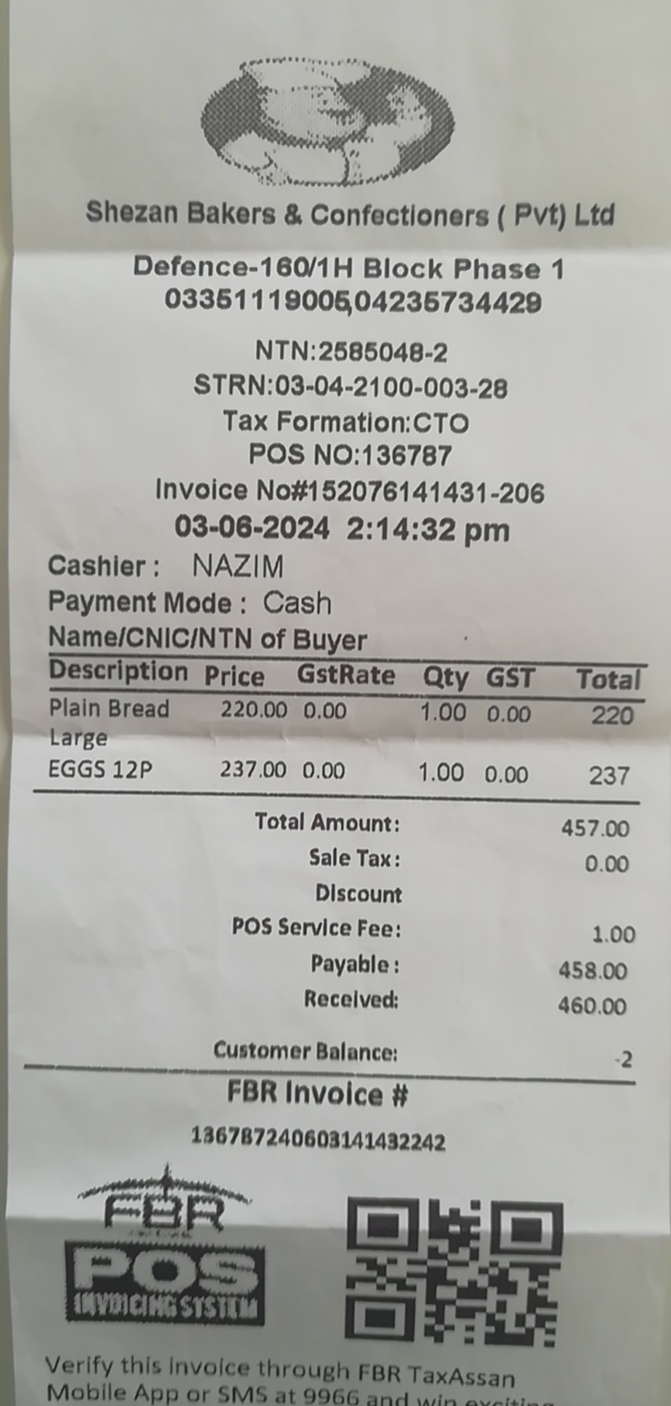 Shezan Bakers & Confectioners ( Pvt) Ltd
Defence-160/1H Block Phase 1
03351119005,04235734429
NTN:2585048-2
STRN:03-04-2100-003-28
Tax Formation:CTO
POS NO:136787
Invoice No#152076141431-206
03-06-2024 2:14:32 pm
Cashier : NAZIM
Payment Mode : Cash
Name/CNIC/NTN of Buyer
Description Price GstRate Qty GST Total
Plain Bread 220.00 0.00 1.00 0.00 220
Large
EGGS 12P 237.00 0.00 1.00 0.00 237
Total Amount: 457.00
Sale Tax: 0.00
Discount
POS Service Fee: 1.00
Payable : 458.00
Received: 460.00
Customer Balance: -2
FBR Invoice #
136787240603141432242
FBR
POS
INVOICING SYSTEM
Verify this invoice through FBR TaxAssan
Mobile App or SMS at 9966 and win exciting